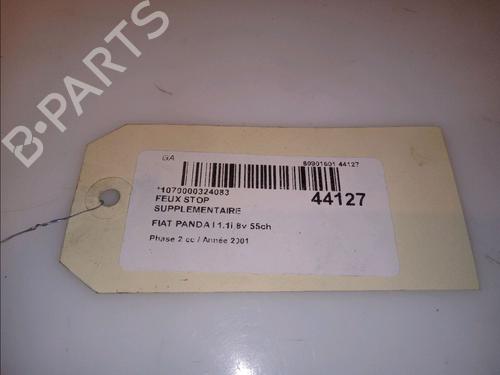 B-PARTS
GA
80901601 44127
*1070000324083
44127
FEUX STOP
SUPPLEMENTAIRE
FIAT PANDA I 1.1i 8v 55ch
Phase 2 cc / Année 2001